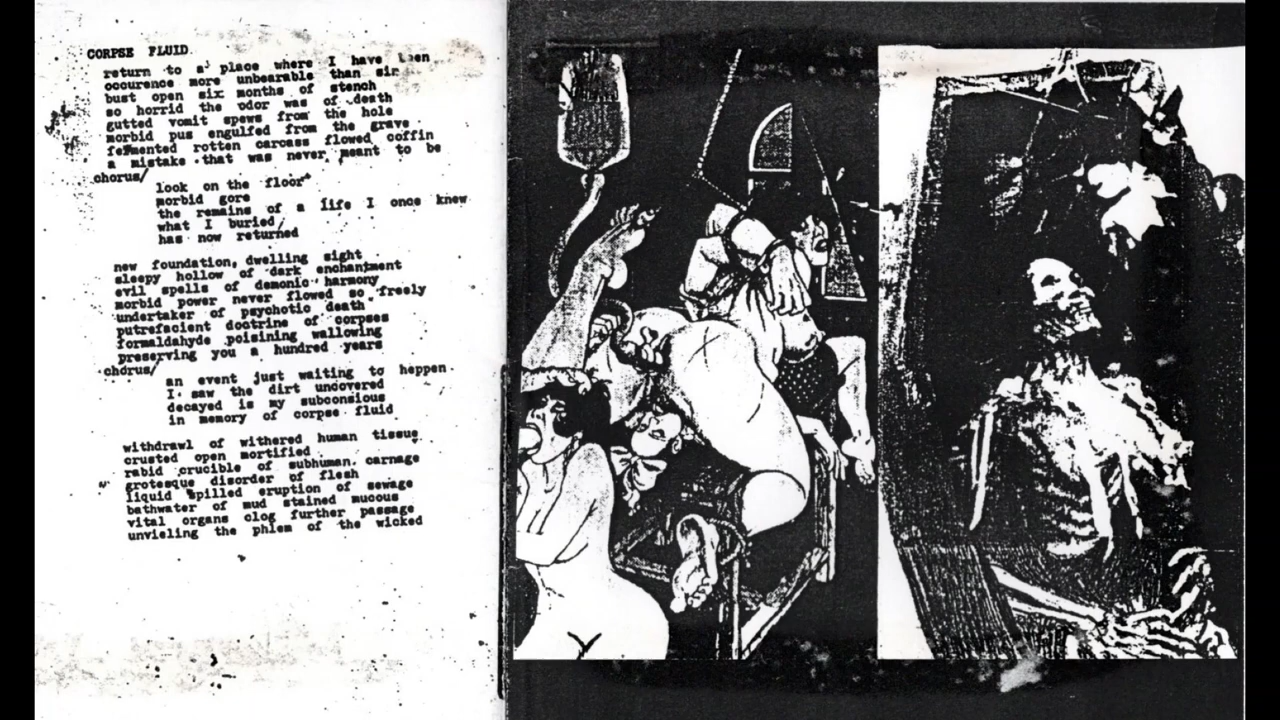 CORPSE FLUID
return to a place where I have
occurence more unbearable than sin
bust open six months of stench
so horrid the odor was of death
gutted vomit spews from the hole
morbid pus engulfed from the grave
fermented rotten carcass flowed coffin
a mistake that was never meant to be
chorus/
look on the floor
morbid gore
the remains of a life I once knew
what I buried
has now returned
new foundation, dwelling sight
sleepy hollow of dark enchantment
evil spells of demonic harmony
morbid power never flowed so freely
undertaker of psychotic death
putrefacient doctrine of corpses
formaldahyde poisining wallowing
preserving you a hundred years
chorus/
an event just waiting to heppen
I saw the dirt uncovered
decayed is my subconsious
in memory of corpse fluid
withdrawl of withered human tissue
crusted open mortified
rabid crucible of subhuman carnage
grotesque disorder of flesh
liquid spilled eruption of sewage
bathwater of mud stained mucous
vital organs clog further passage
unvieling the phlem of the wicked